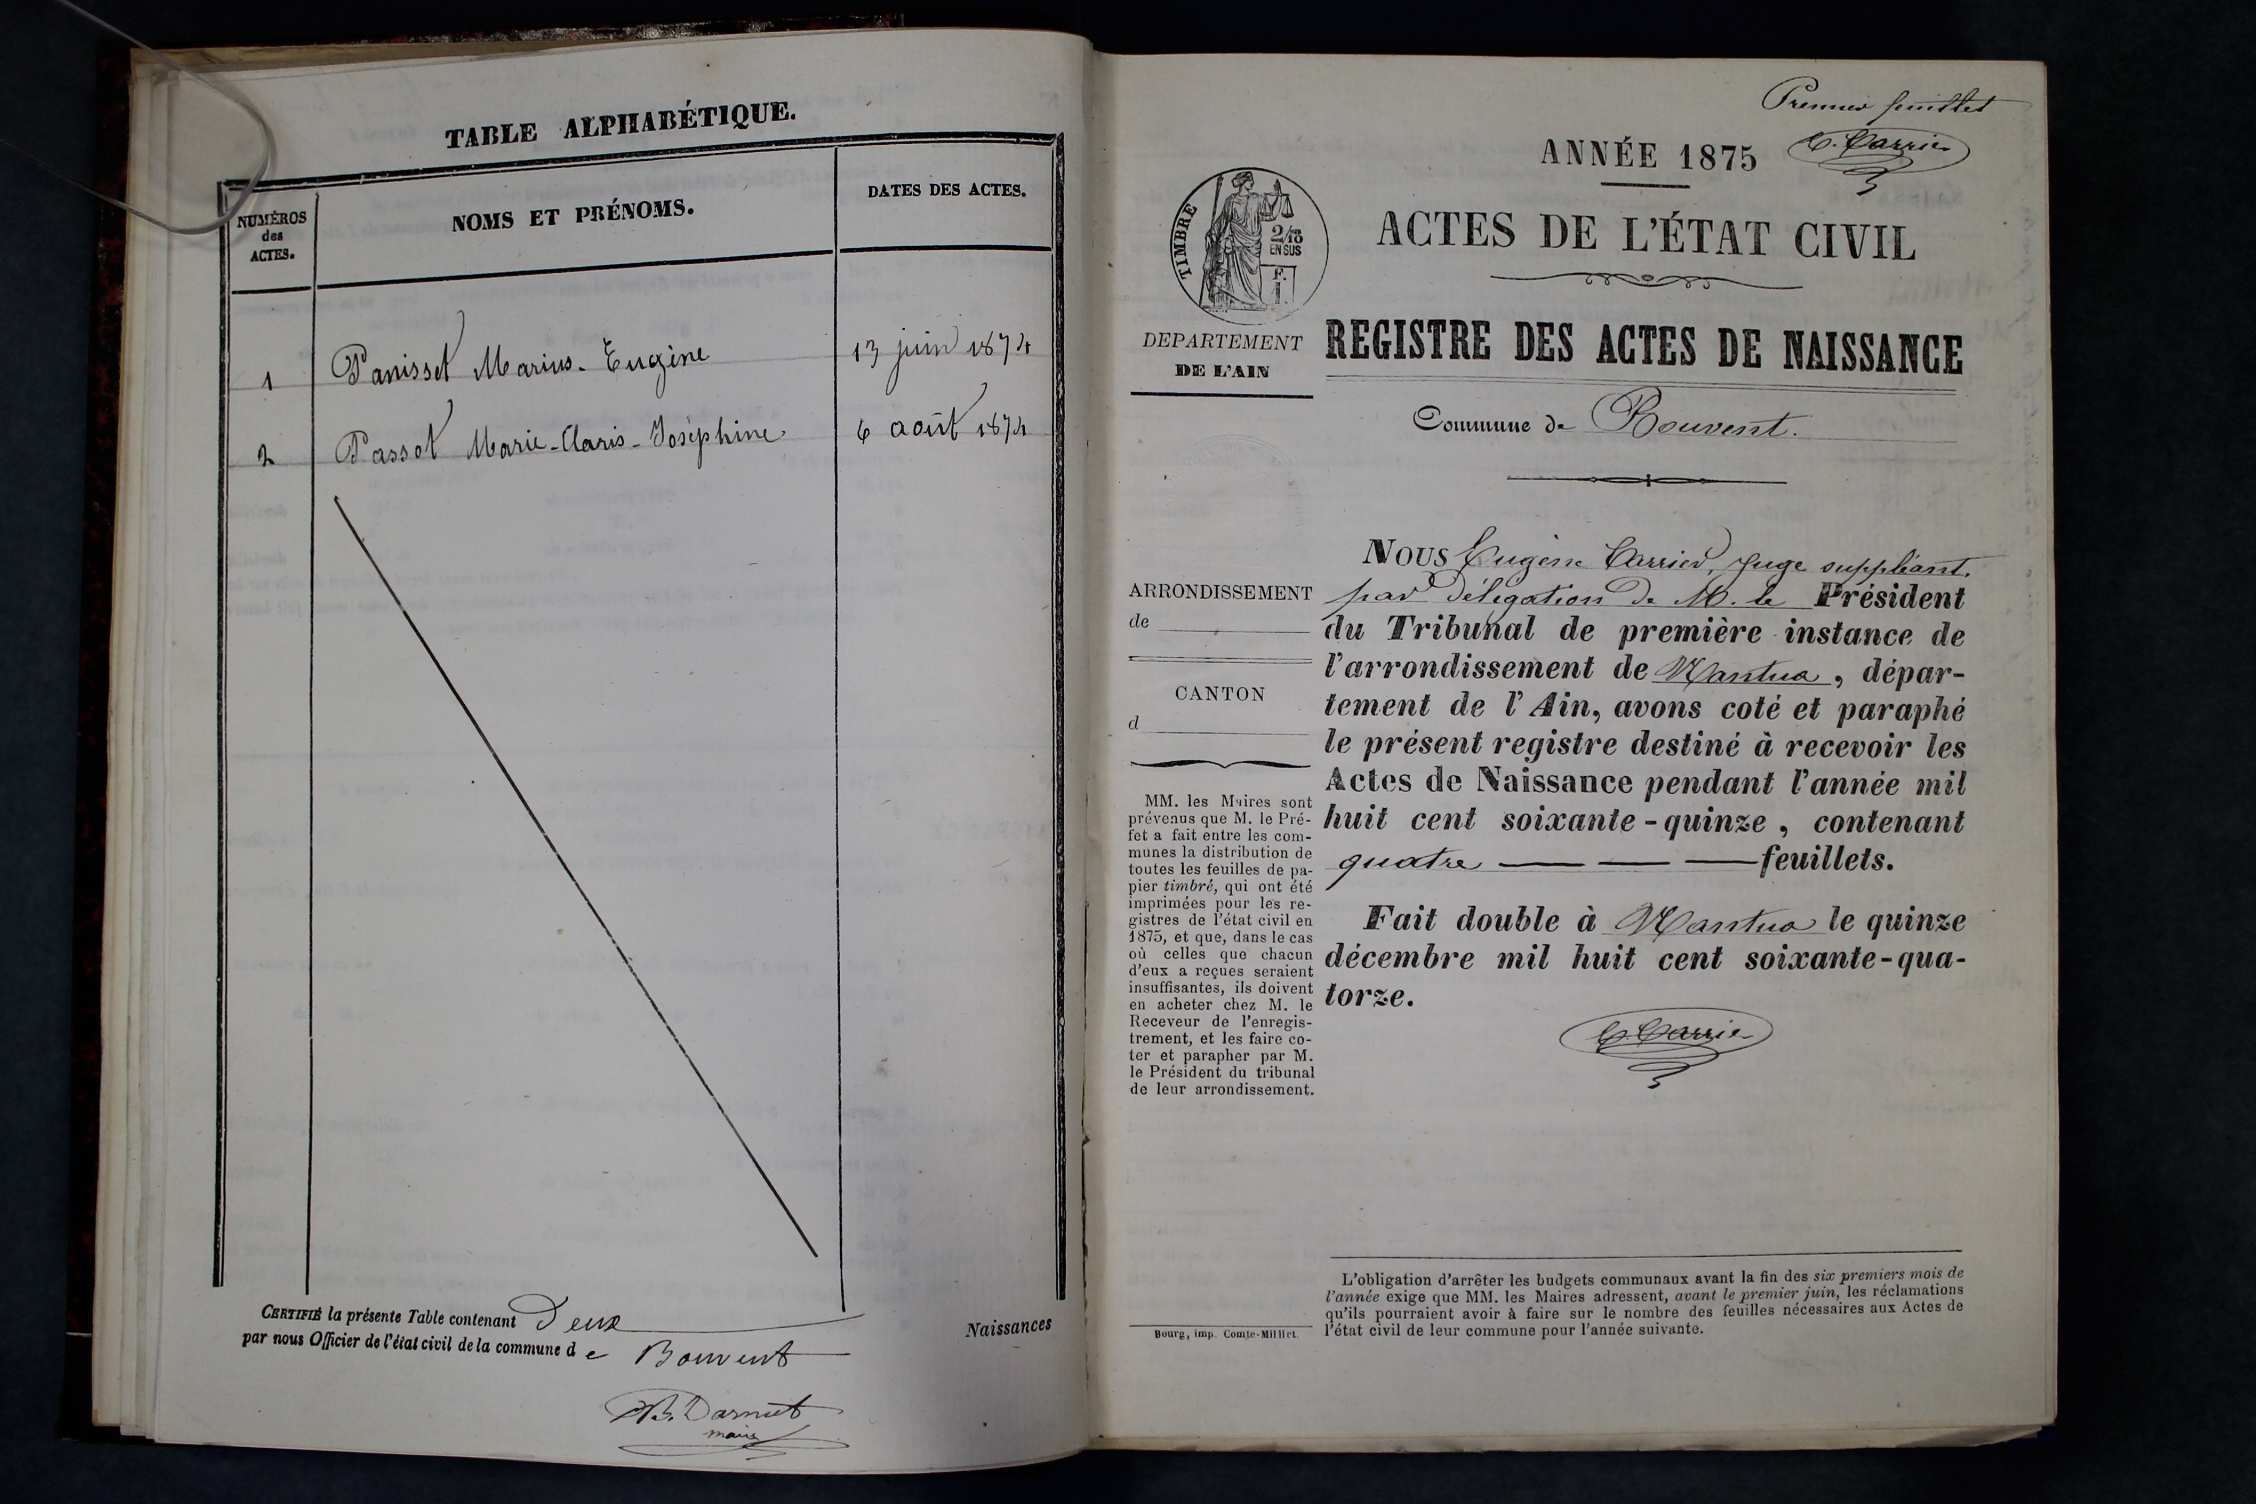 TABLE ALPHABÉTIQUE.
NUMÉROS
des
ACTES.
NOMS ET PRÉNOMS.
DATES DES ACTES.
1 Panisset Marius-Eugène 13 juin 1874
2 Passot Marie-Claris-Joséphine 6 août 1874
CERTIFIÉ la présente Table contenant Deux
par nous Officier de l'état civil de la commune de Bouvent
Naissances
maire
Premier feuillet
E. Carrier
ANNÉE 1875
ACTES DE L'ÉTAT CIVIL
TIMBRE
2/10
EN SUS
F.
1
DEPARTEMENT
DE L'AIN
REGISTRE DES ACTES DE NAISSANCE
Commune de Bouvent.
ARRONDISSEMENT
de
CANTON
d
MM. les Maires sont
prévenus que M. le Pré-
fet a fait entre les com-
munes la distribution de
toutes les feuilles de pa-
pier timbré, qui ont été
imprimées pour les re-
gistres de l'état civil en
1875, et que, dans le cas
où celles que chacun
d'eux a reçues seraient
insuffisantes, ils doivent
en acheter chez M. le
Receveur de l'enregis-
trement, et les faire co-
ter et parapher par M.
le Président du tribunal
de leur arrondissement.
NOUS Eugène Carrier, juge suppléant.
par délégation de M. le Président
du Tribunal de première instance de
l'arrondissement de Nantua, dépar-
tement de l'Ain, avons coté et paraphé
le présent registre destiné à recevoir les
Actes de Naissance pendant l'année mil
huit cent soixante-quinze, contenant
quatre feuillets.
Fait double à Nantua le quinze
décembre mil huit cent soixante-qua-
torze.
E. Carrier
L'obligation d'arrêter les budgets communaux avant la fin des six premiers mois de
l'année exige que MM. les Maires adressent, avant le premier juin, les réclamations
qu'ils pourraient avoir à faire sur le nombre des feuilles nécessaires aux Actes de
l'état civil de leur commune pour l'année suivante.
Bourg, imp. Comte-Milliet.